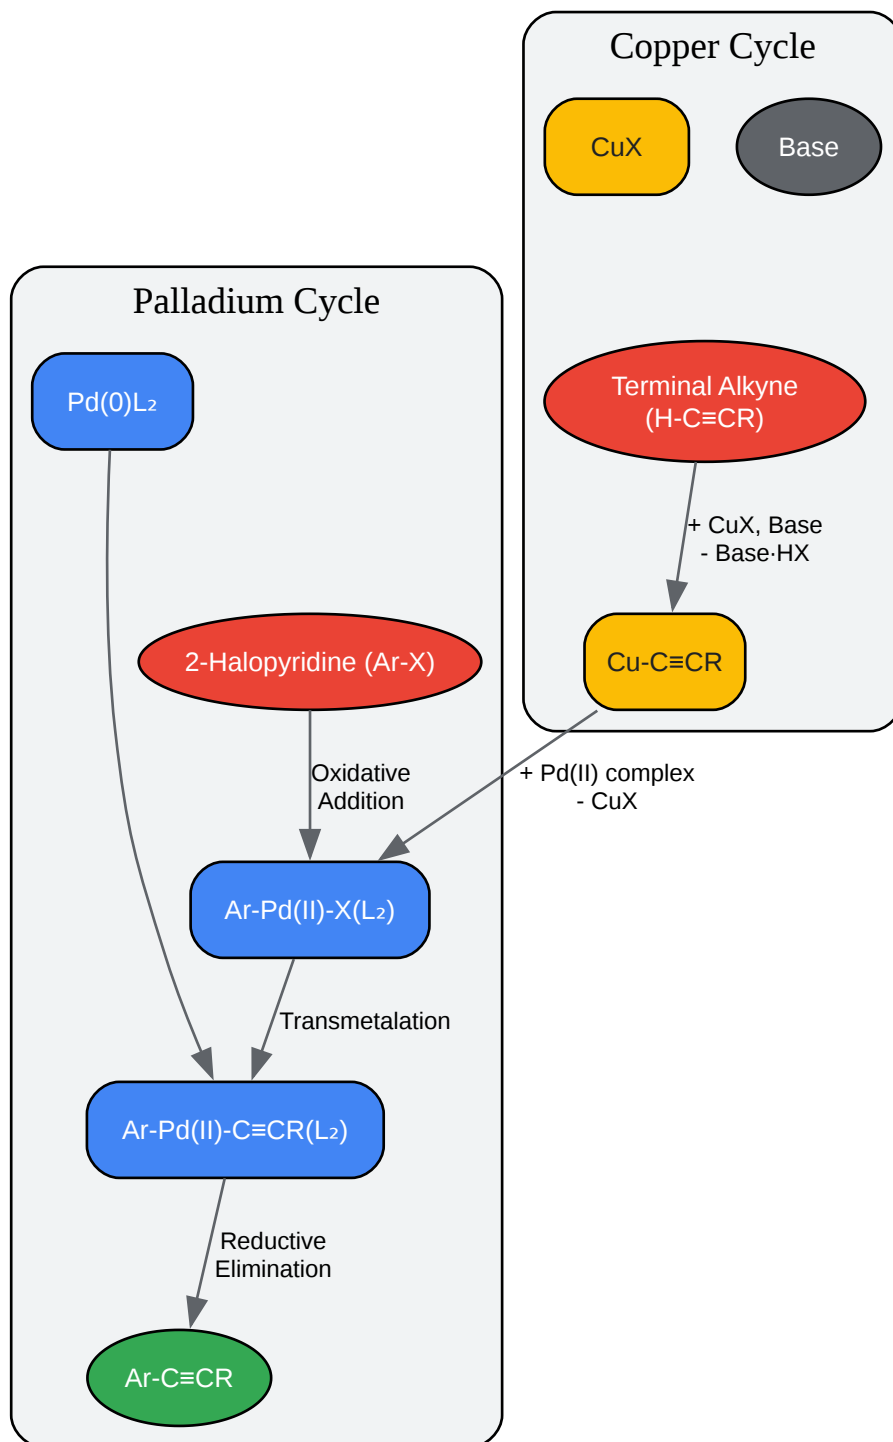 Copper Cycle
CuX
Base
Palladium Cycle
Pd(0)L₂
Terminal Alkyne
(H-C≡CR)
+ CuX, Base
- Base·HX
2-Halopyridine (Ar-X)
Cu-C≡CR
Oxidative
Addition
+ Pd(II) complex
- CuX
Ar-Pd(II)-X(L₂)
Transmetalation
Ar-Pd(II)-C≡CR(L₂)
Reductive
Elimination
Ar-C≡CR